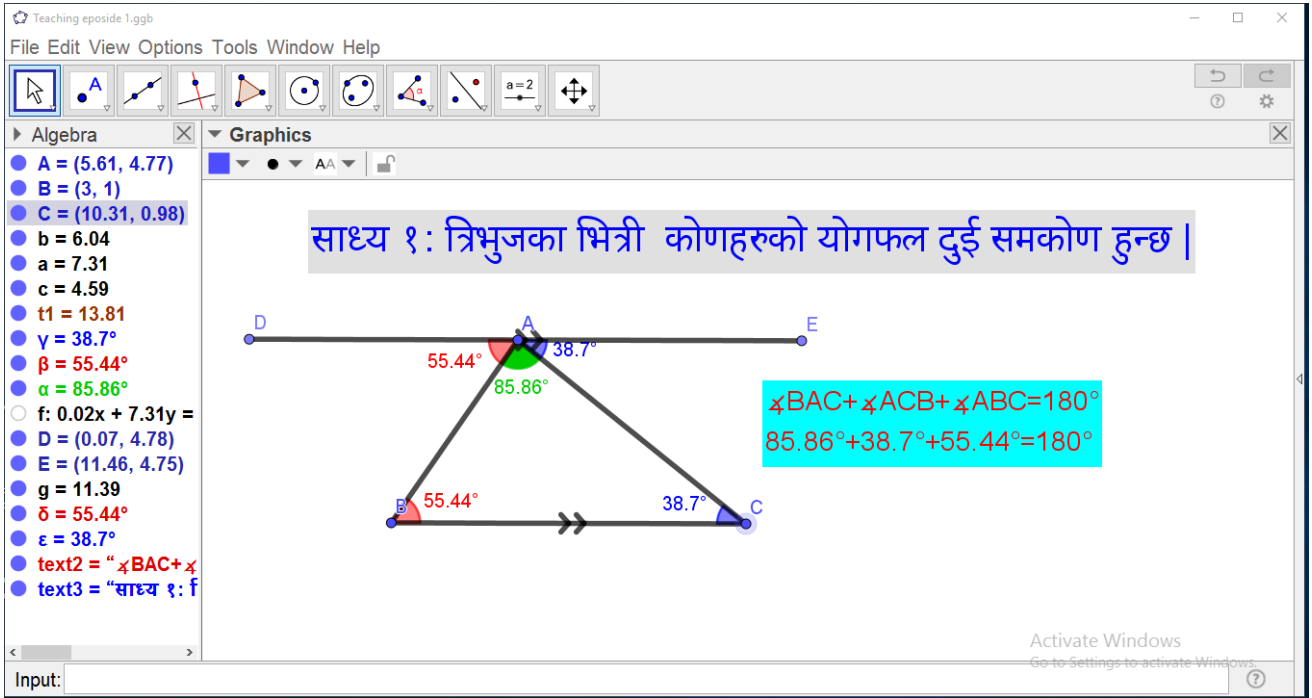 Teaching eposide 1.ggb
File Edit View Options Tools Window Help
A
α
a=2
Algebra
Graphics
AA
A = (5.61, 4.77)
B = (3, 1)
C = (10.31, 0.98)
b = 6.04
a = 7.31
c = 4.59
t1 = 13.81
γ = 38.7°
β = 55.44°
α = 85.86°
f: 0.02x + 7.31y =
D = (0.07, 4.78)
E = (11.46, 4.75)
g = 11.39
δ = 55.44°
ε = 38.7°
text2 = “∡BAC+∡
text3 = “साध्य १: f
साध्य १: त्रिभुजका भित्री कोणहरुको योगफल दुई समकोण हुन्छ |
D
A
E
55.44°
38.7°
85.86°
∡BAC+∡ACB+∡ABC=180°
85.86°+38.7°+55.44°=180°
B
55.44°
38.7°
C
Activate Windows
Go to Settings to activate Windows.
Input: